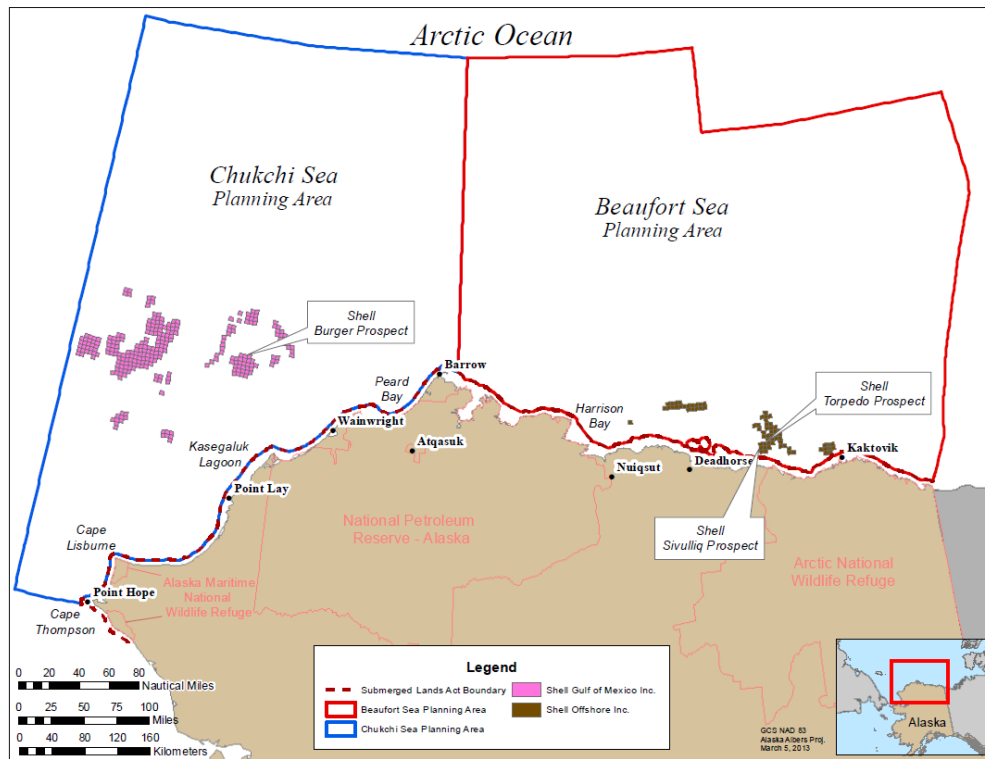 Arctic Ocean
Chukchi Sea
Planning Area
Beaufort Sea
Planning Area
Shell
Burger Prospect
Barrow
Peard
Bay
Wainwright
Atqasuk
Kasegaluk
Lagoon
Point Lay
Harrison
Bay
Shell
Torpedo Prospect
Kaktovik
Deadhorse
Nuiqsut
Shell
Sivulliq Prospect
National Petroleum
Reserve - Alaska
Arctic National
Wildlife Refuge
Cape
Lisburne
Alaska Maritime
National
Wildlife Refuge
Point Hope
Cape
Thompson
0 20 40 60 80
Nautical Miles
0 25 50 75 100
Miles
0 40 80 120 160
Kilometers
Legend
Submerged Lands Act Boundary
Beaufort Sea Planning Area
Chukchi Sea Planning Area
Shell Gulf of Mexico Inc.
Shell Offshore Inc.
GCS NAD 83
Alaska Albers Proj.
March 5, 2013
Alaska